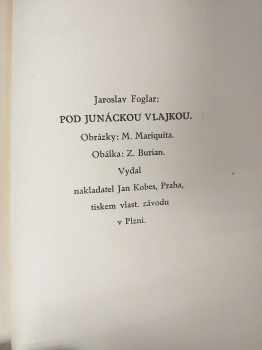 Jaroslav Foglar:
POD JUNÁCKOU VLAJKOU.
Obrázky: M. Mariquita.
Obálka: Z. Burian.
Vydal
nakladatel Jan Kobes, Praha,
tiskem vlast. závodu
v Plzni.